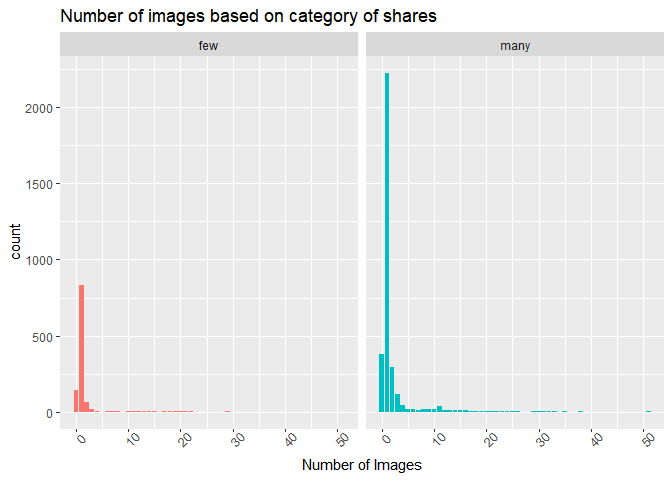 Number of images based on category of shares
few many
2000
1500
1000
500
0
count
0 10 20 30 40 50 0 10 20 30 40 50
Number of Images